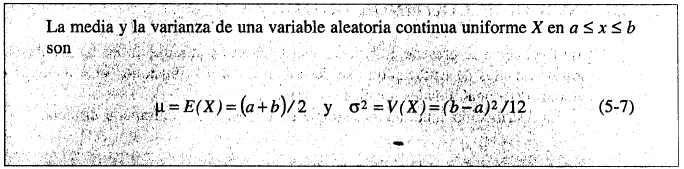 La media y la varianza de una variable aleatoria continua uniforme X en a ≤ x ≤ b
son
μ = E(X) = (a+b)/2 y σ² = V(X) = (b-a)²/12 (5-7)